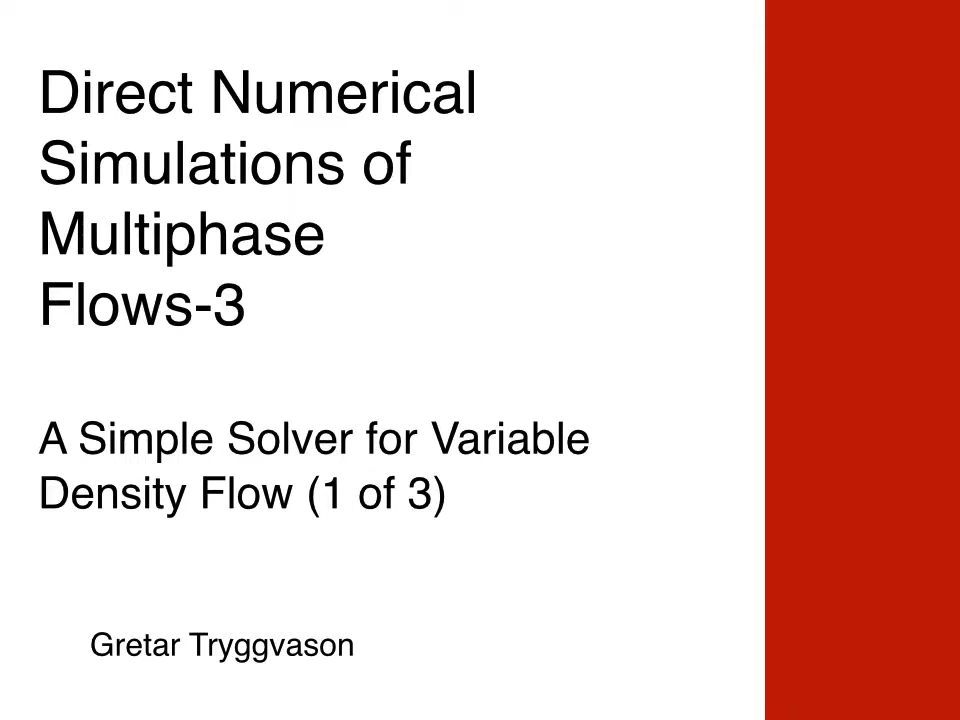 Direct Numerical
Simulations of
Multiphase
Flows-3
A Simple Solver for Variable
Density Flow (1 of 3)
Gretar Tryggvason